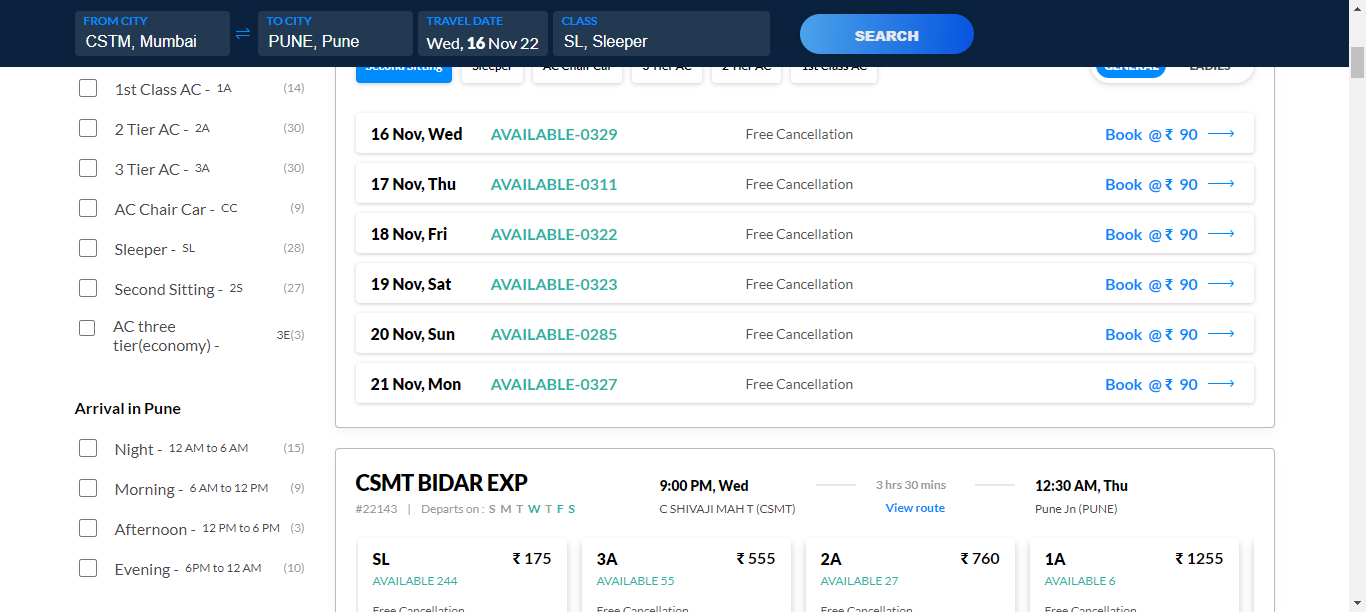 FROM CITY
CSTM, Mumbai
TO CITY
PUNE, Pune
TRAVEL DATE
Wed, 16 Nov 22
CLASS
SL, Sleeper
SEARCH
Second Sitting Sleeper AC Chair Car 3 Tier AC 2 Tier AC 1st Class AC GENERAL LADIES
1st Class AC - 1A (14)
2 Tier AC - 2A (30)
3 Tier AC - 3A (30)
AC Chair Car - CC (9)
Sleeper - SL (28)
Second Sitting - 2S (27)
AC three
tier(economy) - 3E(3)
Arrival in Pune
Night - 12 AM to 6 AM (15)
Morning - 6 AM to 12 PM (9)
Afternoon - 12 PM to 6 PM (3)
Evening - 6PM to 12 AM (10)
16 Nov, Wed AVAILABLE-0329 Free Cancellation Book @ ₹ 90
17 Nov, Thu AVAILABLE-0311 Free Cancellation Book @ ₹ 90
18 Nov, Fri AVAILABLE-0322 Free Cancellation Book @ ₹ 90
19 Nov, Sat AVAILABLE-0323 Free Cancellation Book @ ₹ 90
20 Nov, Sun AVAILABLE-0285 Free Cancellation Book @ ₹ 90
21 Nov, Mon AVAILABLE-0327 Free Cancellation Book @ ₹ 90
CSMT BIDAR EXP
#22143 | Departs on : S M T W T F S
9:00 PM, Wed
C SHIVAJI MAH T (CSMT)
3 hrs 30 mins
View route
12:30 AM, Thu
Pune Jn (PUNE)
SL ₹ 175
AVAILABLE 244
Free Cancellation
3A ₹ 555
AVAILABLE 55
Free Cancellation
2A ₹ 760
AVAILABLE 27
Free Cancellation
1A ₹ 1255
AVAILABLE 6
Free Cancellation